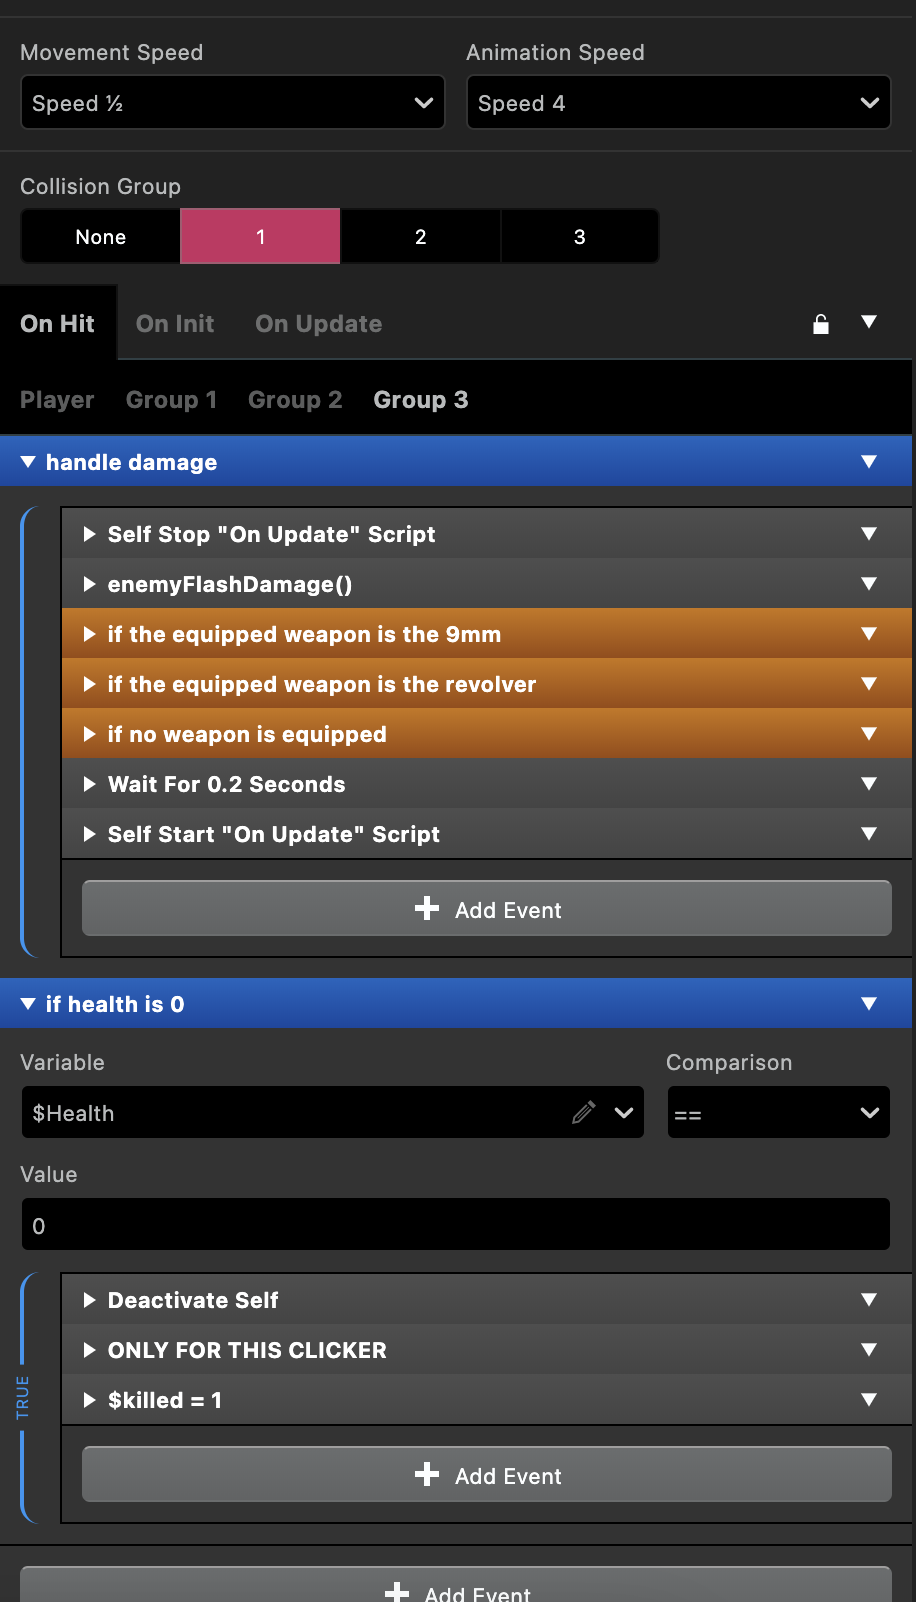 Movement Speed Animation Speed
Speed ½ Speed 4
Collision Group
None 1 2 3
On Hit On Init On Update
Player Group 1 Group 2 Group 3
handle damage
Self Stop "On Update" Script
enemyFlashDamage()
if the equipped weapon is the 9mm
if the equipped weapon is the revolver
if no weapon is equipped
Wait For 0.2 Seconds
Self Start "On Update" Script
Add Event
if health is 0
Variable Comparison
$Health ==
Value
0
Deactivate Self
ONLY FOR THIS CLICKER
$killed = 1
TRUE
Add Event
Add Event